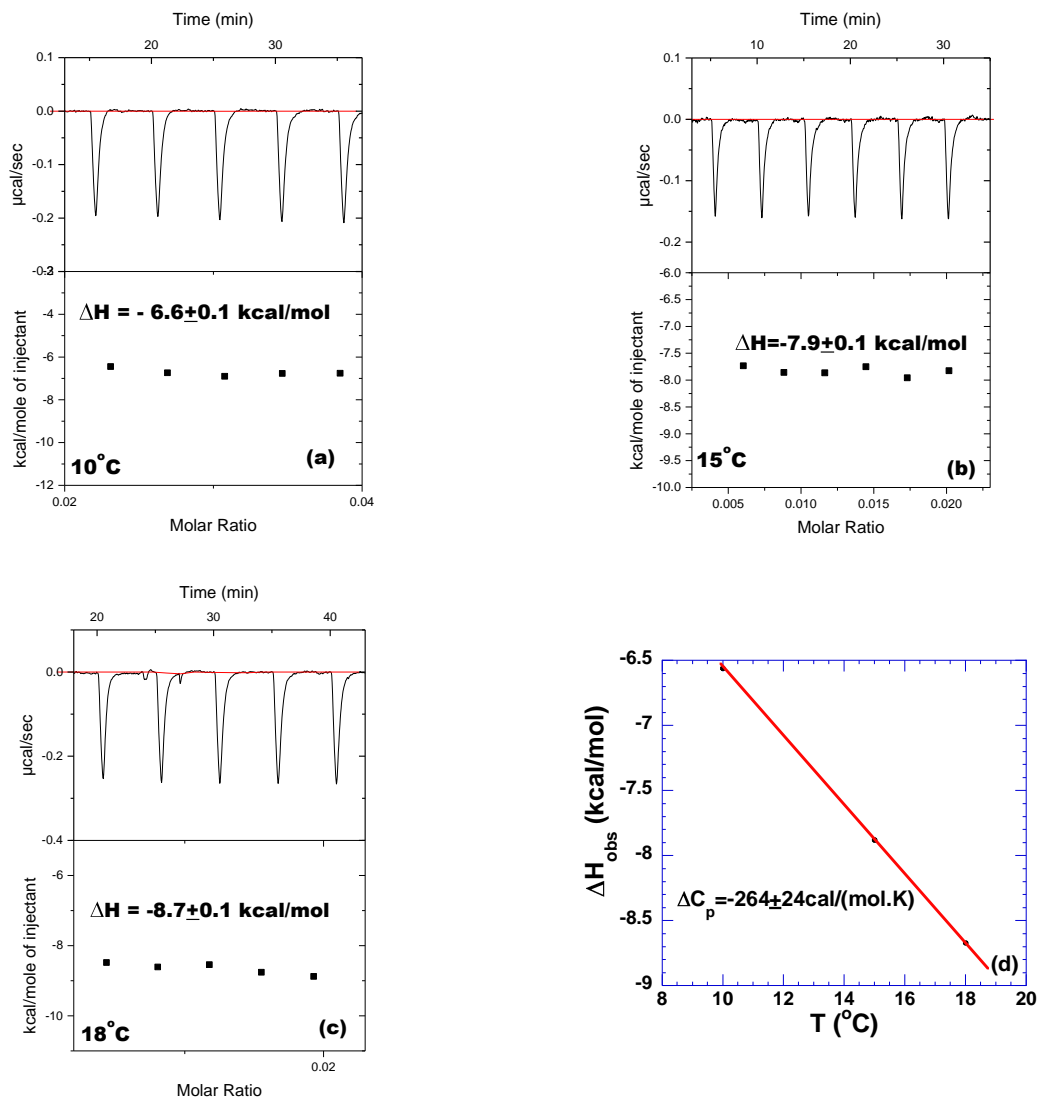 Time (min)
20 30
0.1
0.0
-0.1
-0.2
-0.3
µcal/sec
ΔH = - 6.6±0.1 kcal/mol
-4
-6
-8
-10
-12
kcal/mole of injectant
10°C
(a)
0.02 0.04
Molar Ratio
Time (min)
10 20 30
0.1
0.0
-0.1
-0.2
µcal/sec
-6.0
-6.5
-7.0
-7.5
-8.0
-8.5
-9.0
-9.5
-10.0
kcal/mole of injectant
ΔH=-7.9±0.1 kcal/mol
15°C
(b)
0.005 0.010 0.015 0.020
Molar Ratio
Time (min)
20 30 40
0.0
-0.2
-0.4
µcal/sec
-6
-8
-10
kcal/mole of injectant
ΔH = -8.7±0.1 kcal/mol
18°C
(c)
0.02
Molar Ratio
-6.5
-7
-7.5
-8
-8.5
-9
ΔHobs (kcal/mol)
ΔCp=-264±24cal/(mol.K)
(d)
8 10 12 14 16 18 20
T (°C)